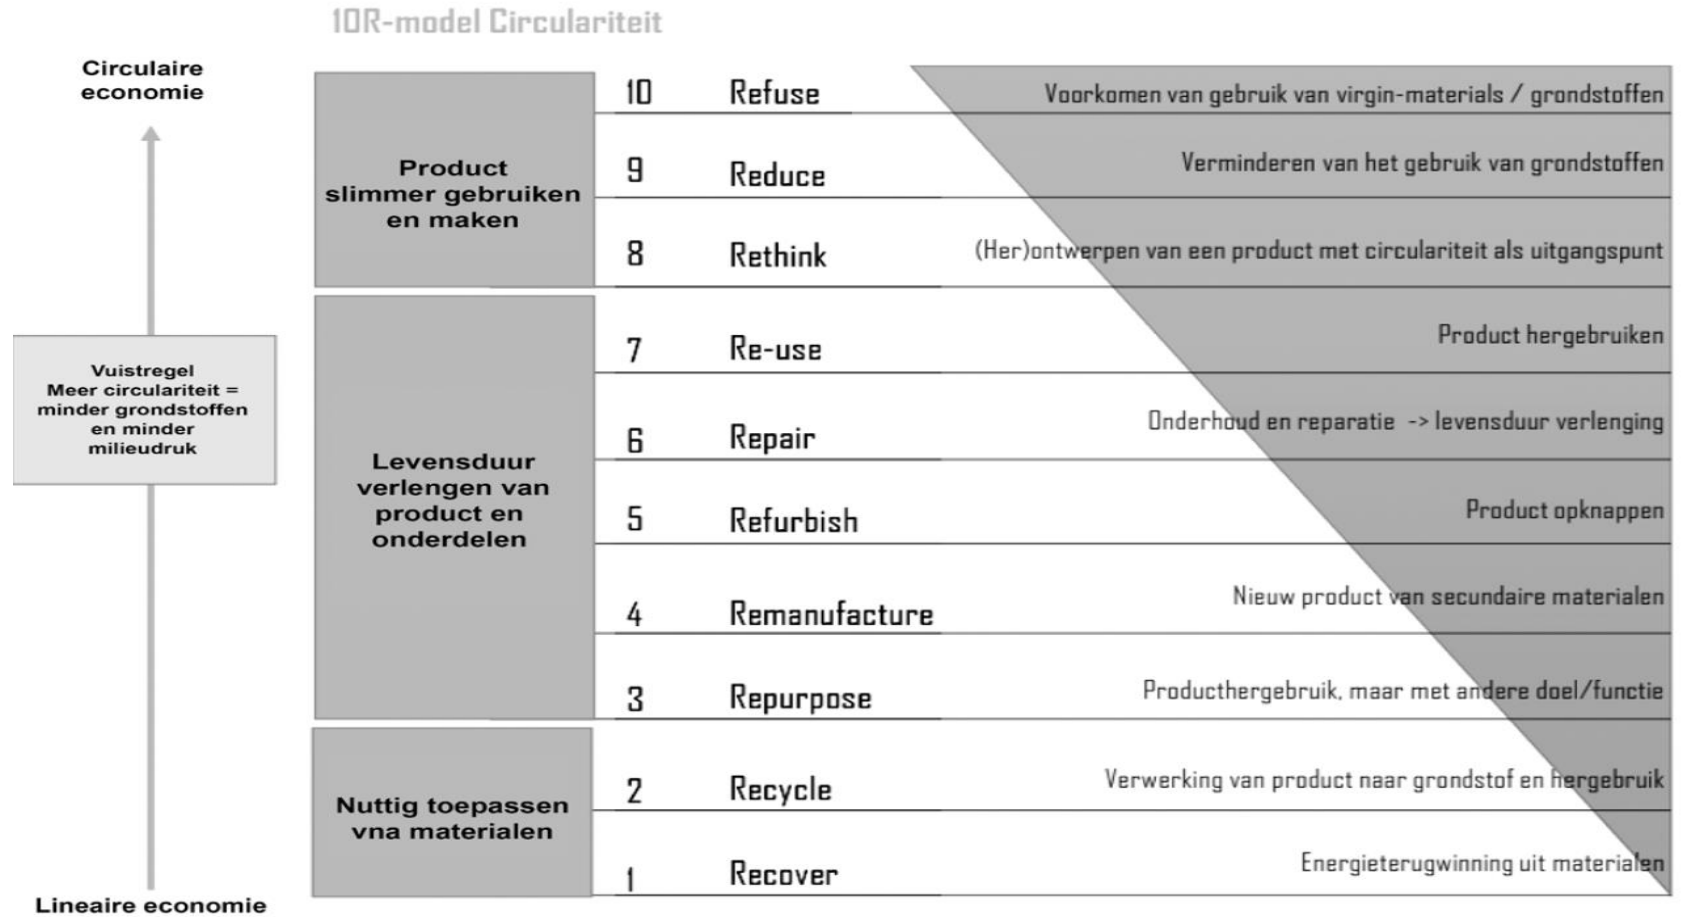 10R-model Circulariteit
Circulaire
economie
Vuistregel
Meer circulariteit =
minder grondstoffen
en minder
milieudruk
Lineaire economie
Product
slimmer gebruiken
en maken
10 Refuse Voorkomen van gebruik van virgin-materials / grondstoffen
9 Reduce Verminderen van het gebruik van grondstoffen
8 Rethink (Her)ontwerpen van een product met circulariteit als uitgangspunt
Levensduur
verlengen van
product en
onderdelen
7 Re-use Product hergebruiken
6 Repair Onderhoud en reparatie -> levensduur verlenging
5 Refurbish Product opknappen
4 Remanufacture Nieuw product van secundaire materialen
3 Repurpose Producthergebruik, maar met andere doel/functie
Nuttig toepassen
vna materialen
2 Recycle Verwerking van product naar grondstof en hergebruik
1 Recover Energieterugwinning uit materialen